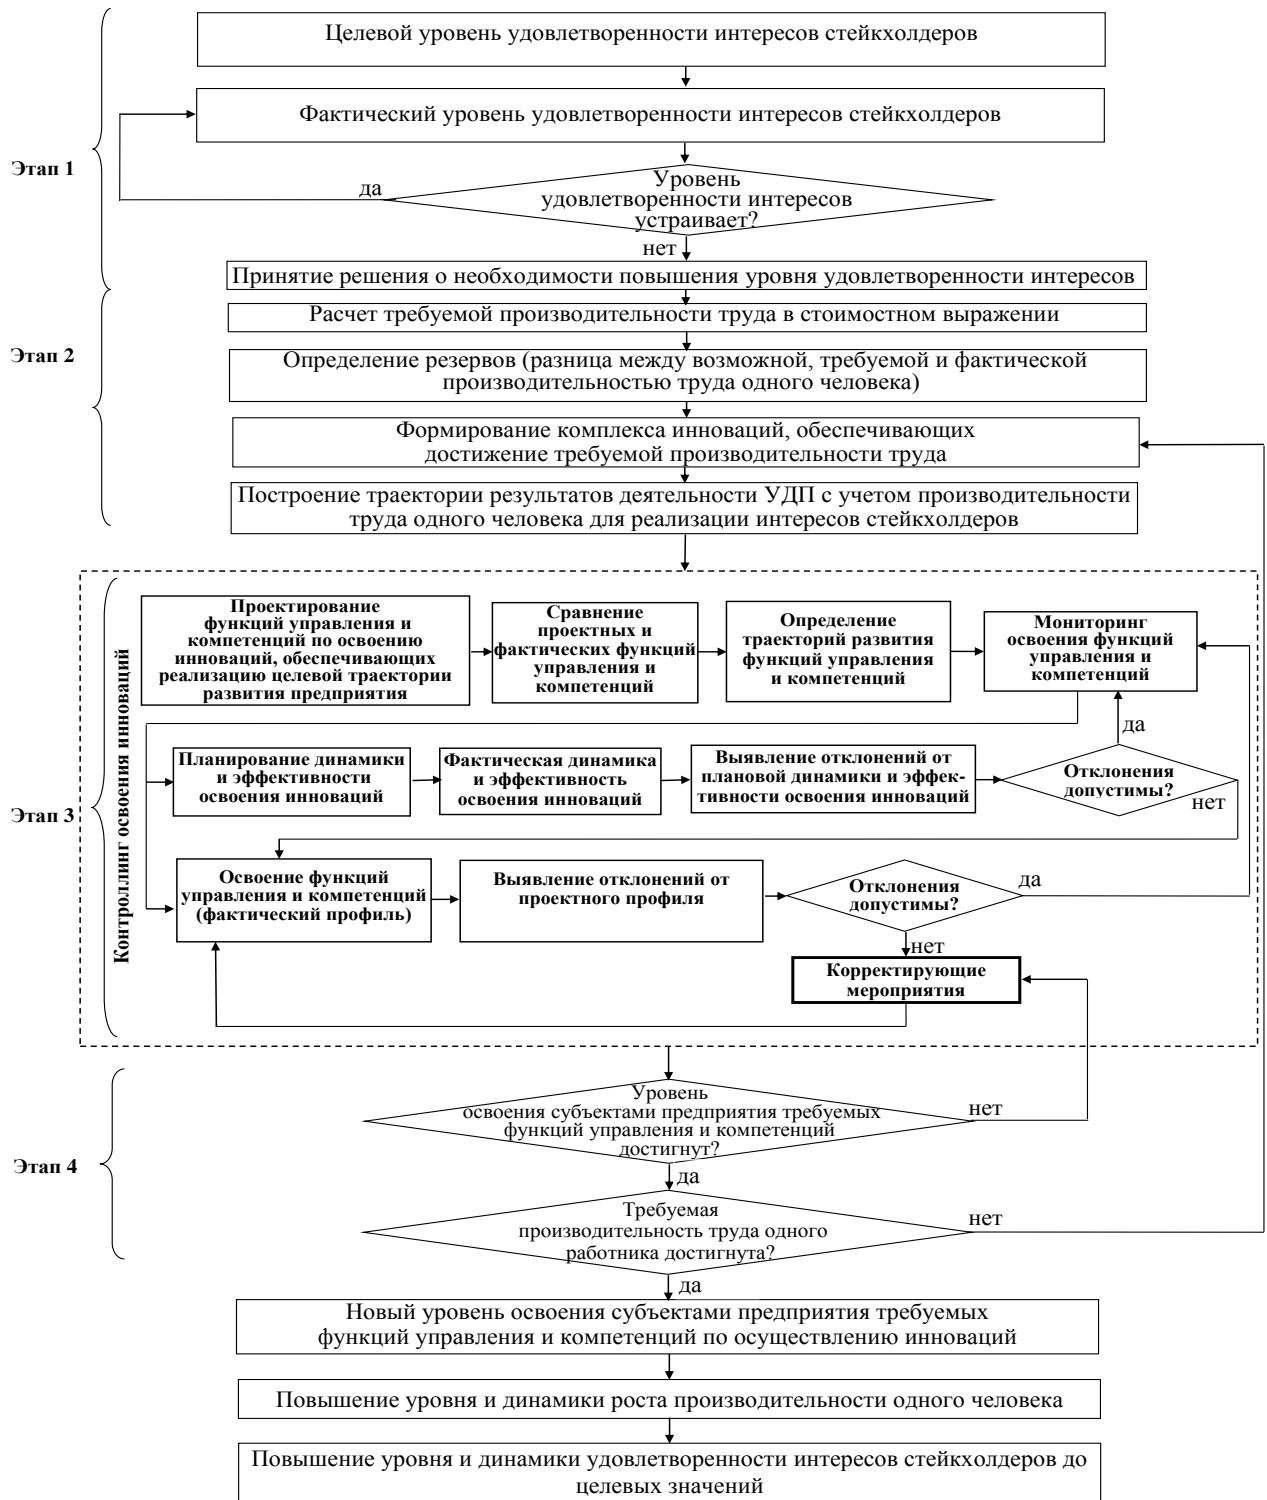 Целевой уровень удовлетворенности интересов стейкхолдеров
Фактический уровень удовлетворенности интересов стейкхолдеров
Этап 1
да
Уровень
удовлетворенности интересов
устраивает?
нет
Принятие решения о необходимости повышения уровня удовлетворенности интересов
Расчет требуемой производительности труда в стоимостном выражении
Этап 2
Определение резервов (разница между возможной, требуемой и фактической
производительностью труда одного человека)
Формирование комплекса инноваций, обеспечивающих
достижение требуемой производительности труда
Построение траектории результатов деятельности УДП с учетом производительности
труда одного человека для реализации интересов стейкхолдеров
Этап 3
Контроллинг освоения инноваций
Проектирование
функций управления и
компетенций по освоению
инноваций, обеспечивающих
реализацию целевой траектории
развития предприятия
Сравнение
проектных и
фактических функций
управления и
компетенций
Определение
траекторий развития
функций управления
и компетенций
Мониторинг
освоения функций
управления и
компетенций
да
Планирование динамики
и эффективности
освоения инноваций
Фактическая динамика
и эффективность
освоения инноваций
Выявление отклонений от
плановой динамики и эффек-
тивности освоения инноваций
Отклонения
допустимы?
нет
Освоение функций
управления и компетенций
(фактический профиль)
Выявление отклонений от
проектного профиля
Отклонения
допустимы?
да
нет
Корректирующие
мероприятия
Этап 4
Уровень
освоения субъектами предприятия требуемых
функций управления и компетенций
достигнут?
нет
да
Требуемая
производительность труда одного
работника достигнута?
нет
да
Новый уровень освоения субъектами предприятия требуемых
функций управления и компетенций по осуществлению инноваций
Повышение уровня и динамики роста производительности одного человека
Повышение уровня и динамики удовлетворенности интересов стейкхолдеров до
целевых значений